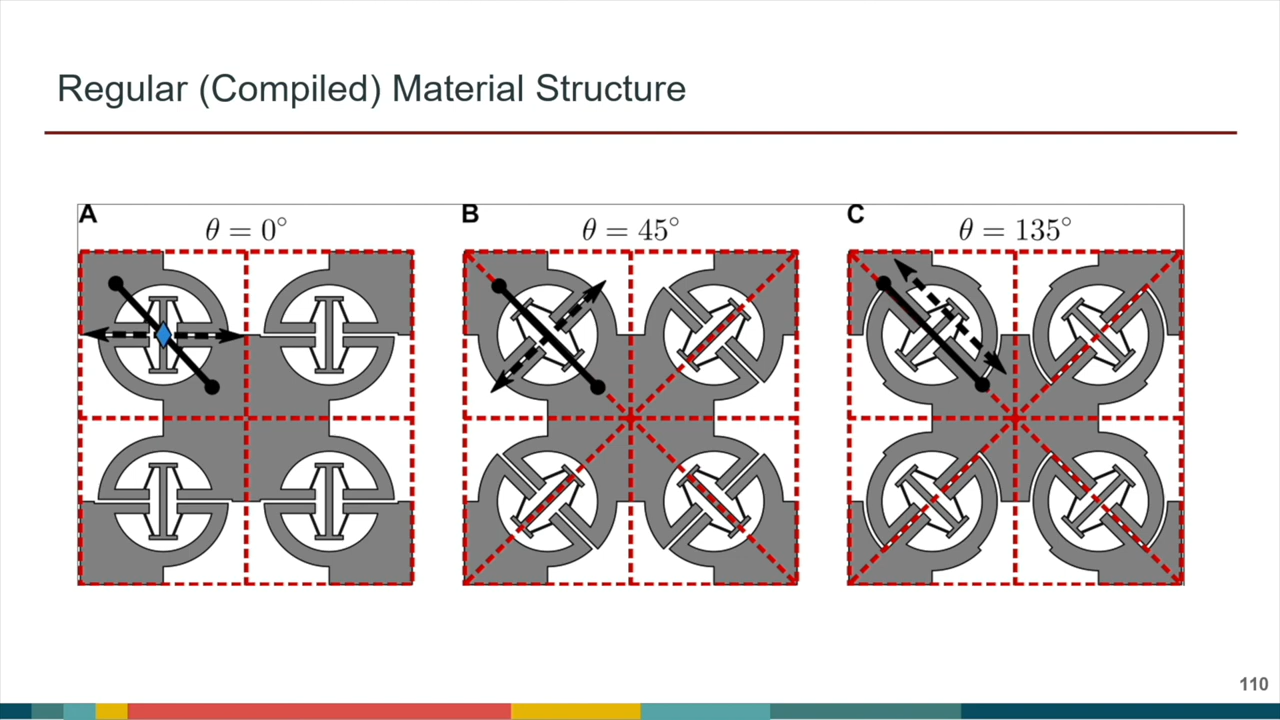 Regular (Compiled) Material Structure
A
θ = 0°
B
θ = 45°
C
θ = 135°
110